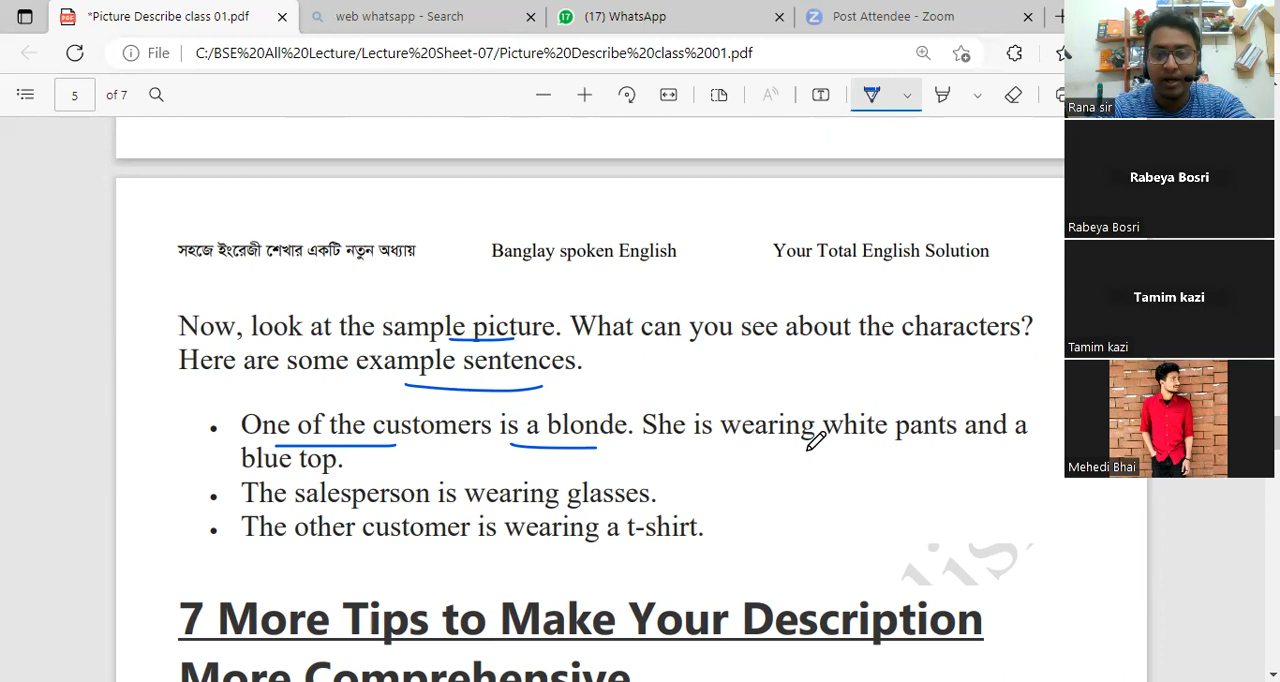 *Picture Describe class 01.pdf
web whatsapp - Search
(17) WhatsApp
Post Attendee - Zoom
File
C:/BSE%20All%20Lecture/Lecture%20Sheet-07/Picture%20Describe%20class%2001.pdf
5 of 7
সহজে ইংরেজী শেখার একটি নতুন অধ্যায় Banglay spoken English Your Total English Solution
Now, look at the sample picture. What can you see about the characters?
Here are some example sentences.
• One of the customers is a blonde. She is wearing white pants and a
blue top.
• The salesperson is wearing glasses.
• The other customer is wearing a t-shirt.
7 More Tips to Make Your Description
More Comprehensive
Rana sir
Rabeya Bosri
Rabeya Bosri
Tamim kazi
Tamim kazi
Mehedi Bhai